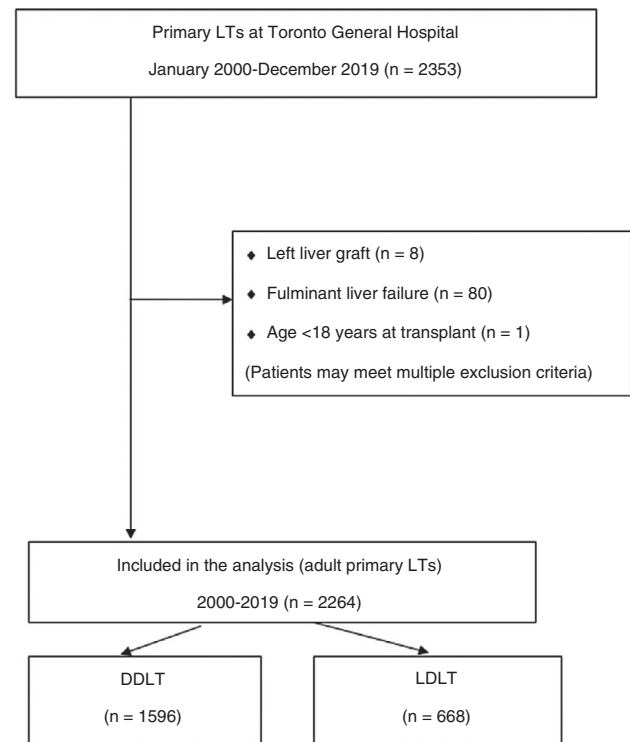 Primary LTs at Toronto General Hospital
January 2000-December 2019 (n = 2353)
♦ Left liver graft (n = 8)
♦ Fulminant liver failure (n = 80)
♦ Age <18 years at transplant (n = 1)
(Patients may meet multiple exclusion criteria)
Included in the analysis (adult primary LTs)
2000-2019 (n = 2264)
DDLT
(n = 1596)
LDLT
(n = 668)